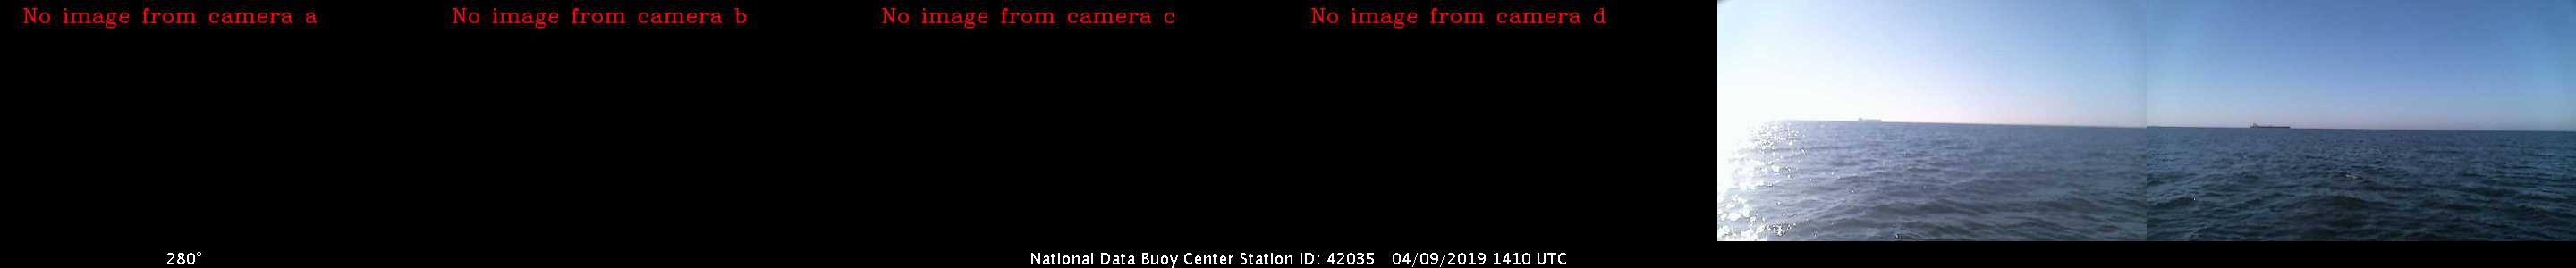 No image from camera a
No image from camera b
No image from camera c
No image from camera d
280°
National Data Buoy Center Station ID: 42035 04/09/2019 1410 UTC